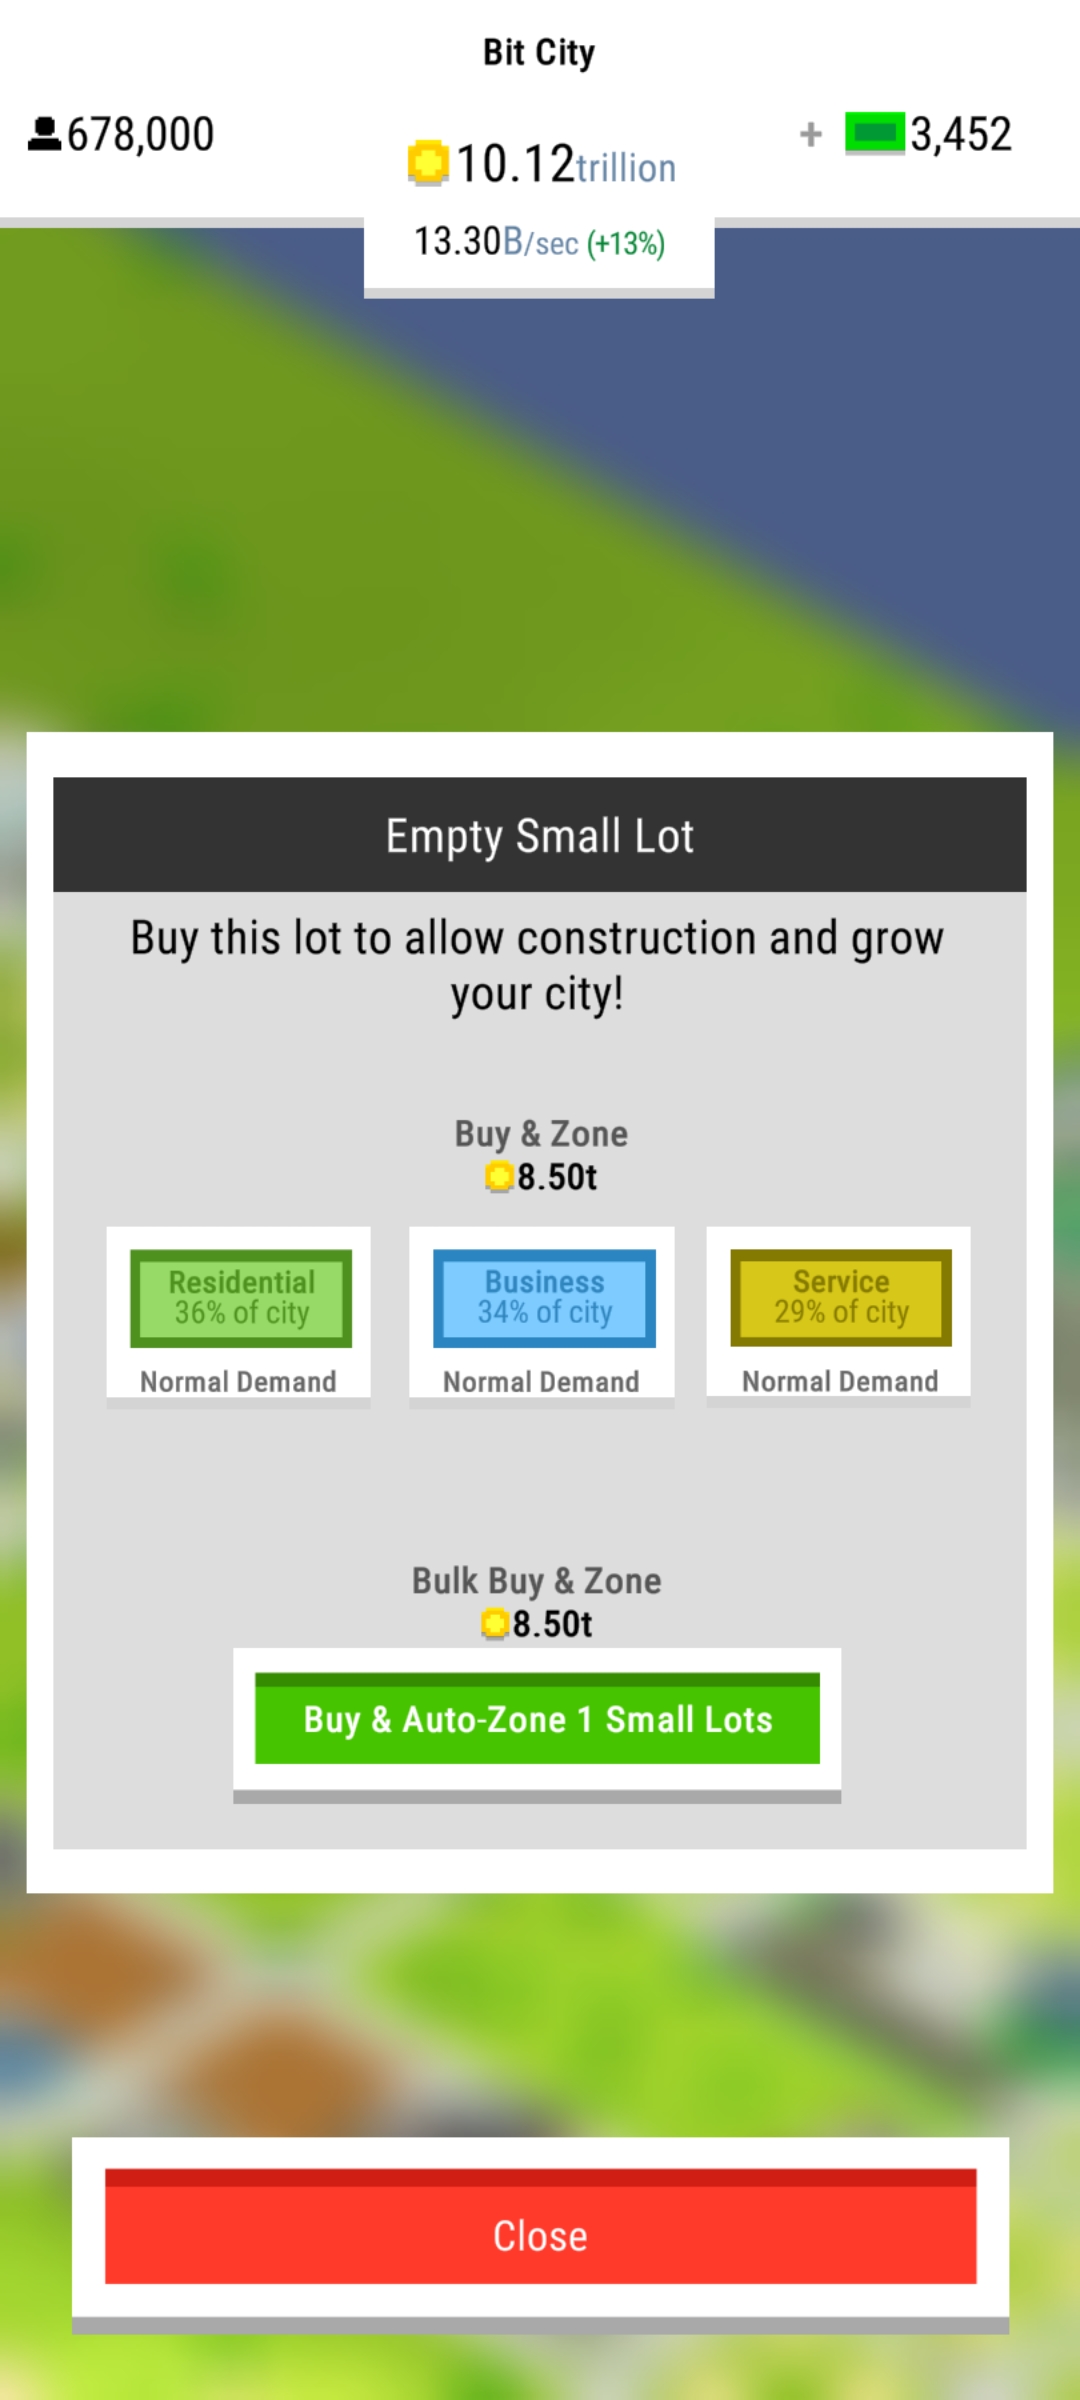 Bit City
678,000
10.12trillion
+ 3,452
13.30B/sec (+13%)
Empty Small Lot
Buy this lot to allow construction and grow
your city!
Buy & Zone
8.50t
Residential
36% of city
Normal Demand
Business
34% of city
Normal Demand
Service
29% of city
Normal Demand
Bulk Buy & Zone
8.50t
Buy & Auto-Zone 1 Small Lots
Close